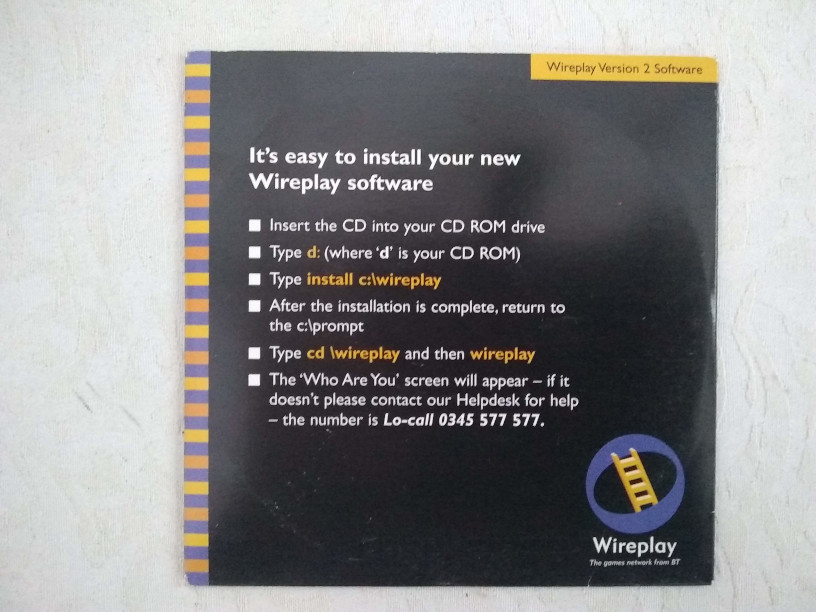 Wireplay Version 2 Software
It's easy to install your new
Wireplay software
Insert the CD into your CD ROM drive
Type d: (where 'd' is your CD ROM)
Type install c:\wireplay
After the installation is complete, return to
the c:\prompt
Type cd \wireplay and then wireplay
The 'Who Are You' screen will appear – if it
doesn't please contact our Helpdesk for help
– the number is Lo-call 0345 577 577.
Wireplay
The games network from BT